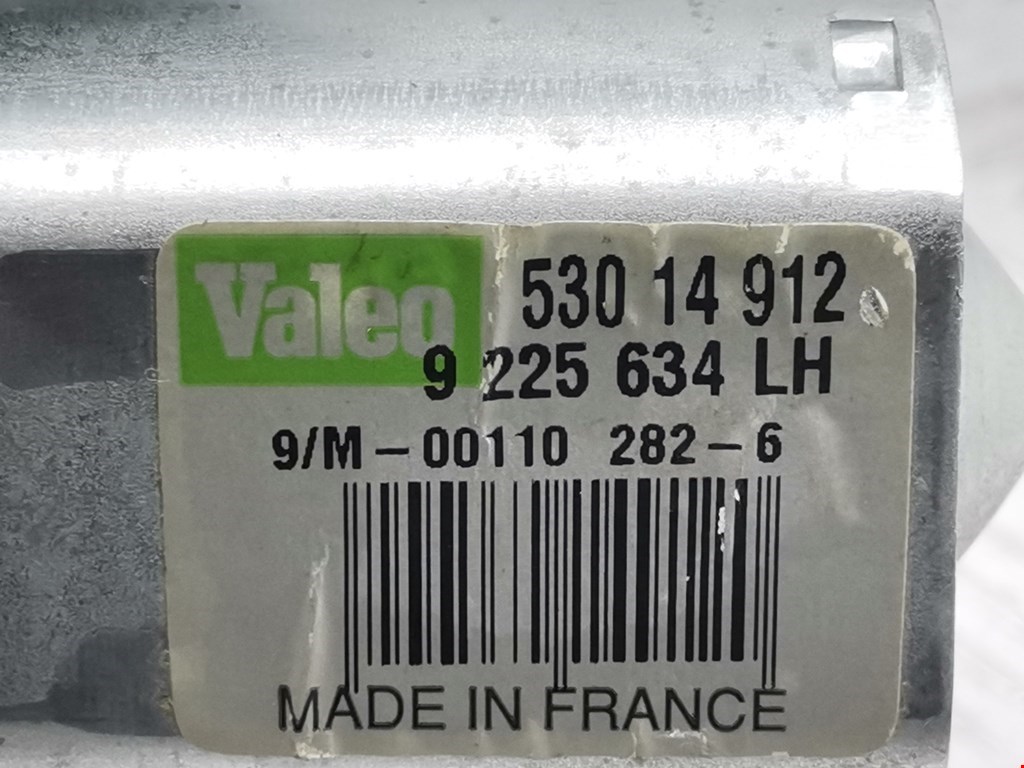 Valeo
530 14 912
9 225 634 LH
9/M-00110 282-6
MADE IN FRANCE